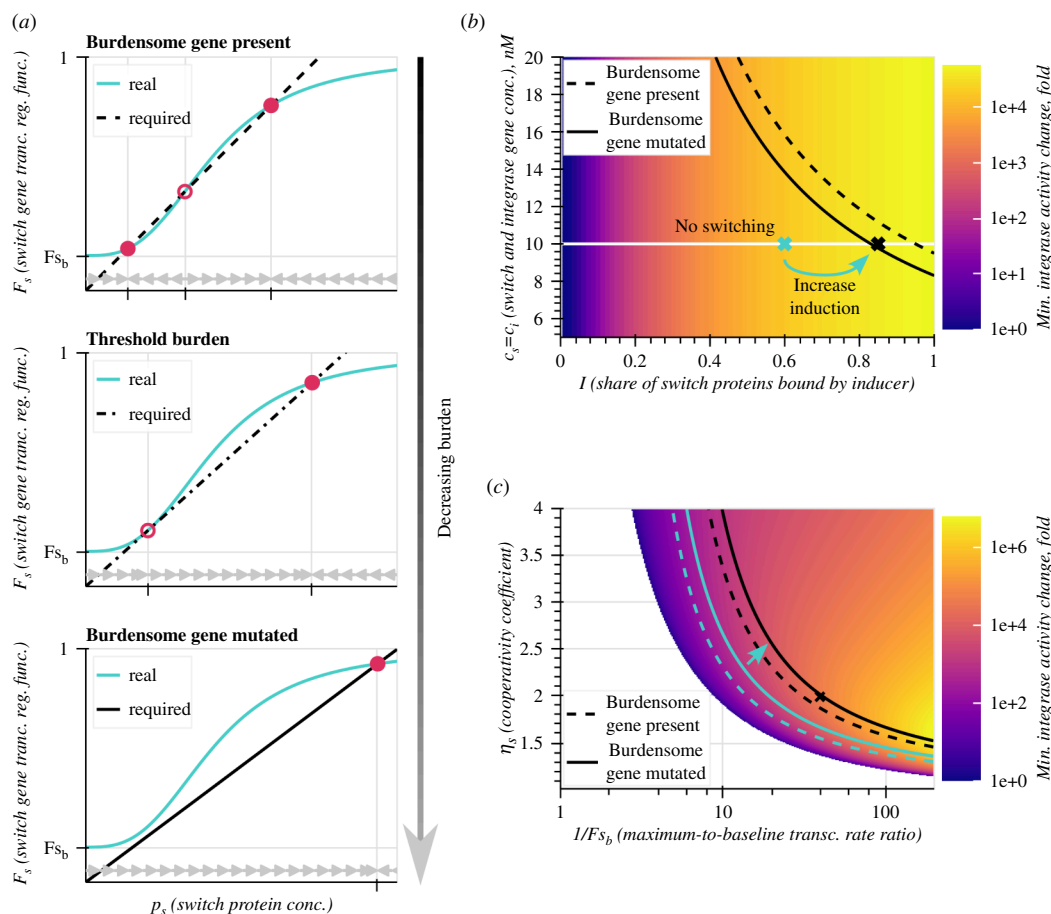 (a)
Burdensome gene present
1
Fs_b
F_s (switch gene tranc. reg. func.)
real
required
Threshold burden
1
Fs_b
F_s (switch gene tranc. reg. func.)
real
required
Burdensome gene mutated
1
Fs_b
F_s (switch gene tranc. reg. func.)
real
required
p_s (switch protein conc.)
Decreasing burden
(b)
c_s=c_i (switch and integrase gene conc.), nM
20
18
16
14
12
10
8
6
Burdensome
gene present
Burdensome
gene mutated
No switching
Increase
induction
0
0.2
0.4
0.6
0.8
1
I (share of switch proteins bound by inducer)
1e+4
1e+3
1e+2
1e+1
1e+0
Min. integrase activity change, fold
(c)
η_s (cooperativity coefficient)
4
3.5
3
2.5
2
1.5
Burdensome
gene present
Burdensome
gene mutated
1
10
100
1/Fs_b (maximum-to-baseline transc. rate ratio)
1e+6
1e+4
1e+2
1e+0
Min. integrase activity change, fold